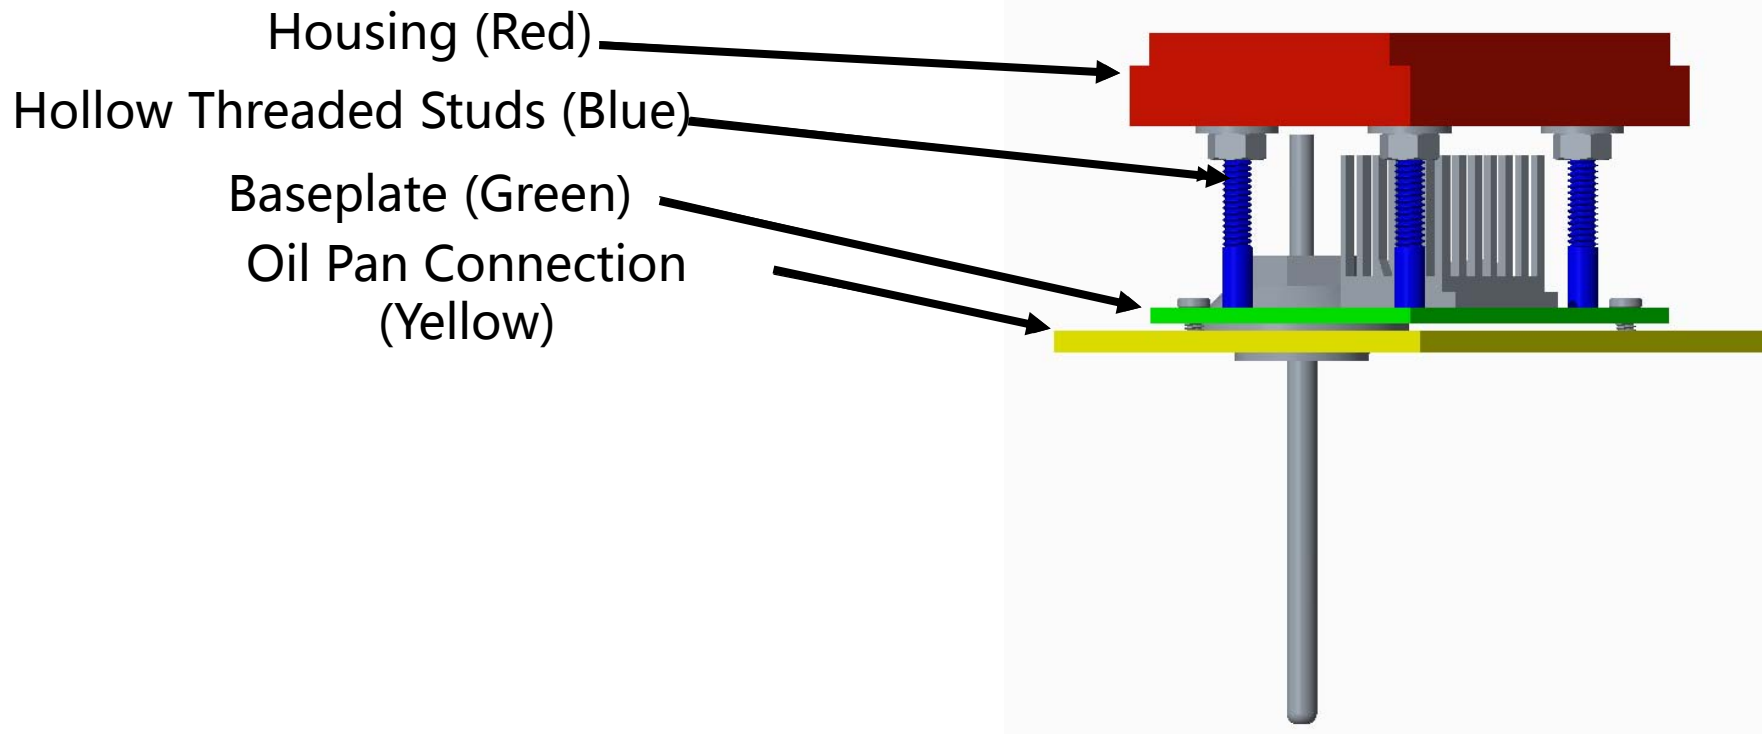 Housing (Red)
Hollow Threaded Studs (Blue)
Baseplate (Green)
Oil Pan Connection
(Yellow)